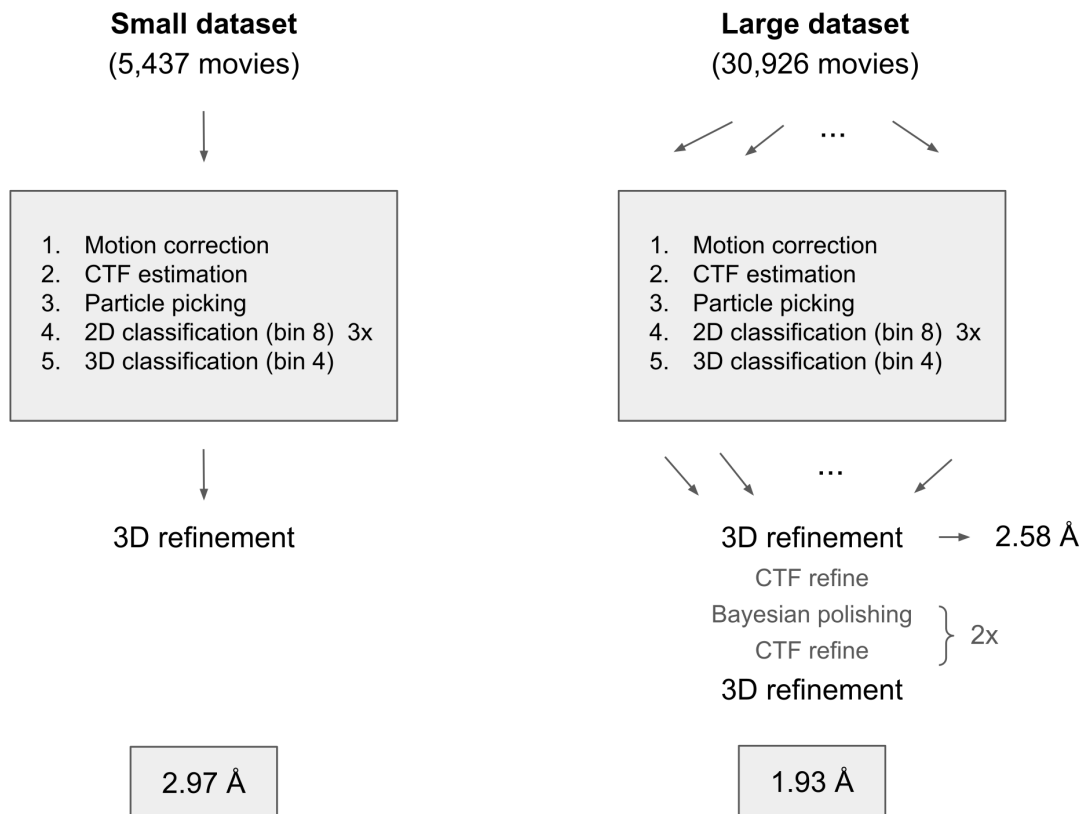 Small dataset
(5,437 movies)
1. Motion correction
2. CTF estimation
3. Particle picking
4. 2D classification (bin 8) 3x
5. 3D classification (bin 4)
3D refinement
2.97 Å
Large dataset
(30,926 movies)
...
1. Motion correction
2. CTF estimation
3. Particle picking
4. 2D classification (bin 8) 3x
5. 3D classification (bin 4)
...
3D refinement
2.58 Å
CTF refine
Bayesian polishing
CTF refine
2x
3D refinement
1.93 Å